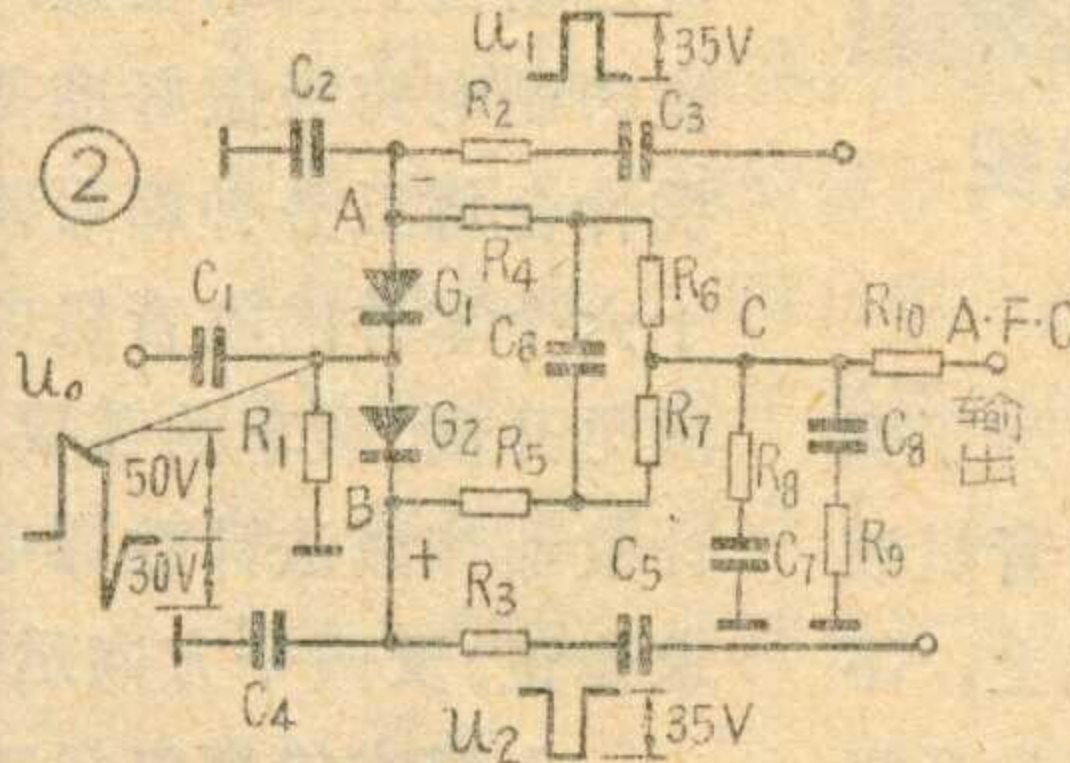 ②
U₁
35V
C₂
R₂
C₃
-
A
R₄
C₁
G₁
C₆
R₆
C
R₁₀
A·F·C
输出
U₀
50V
30V
R₁
G₂
R₅
R₇
R₈
C₈
B
+
R₃
C₅
C₇
R₉
C₄
U₂
35V